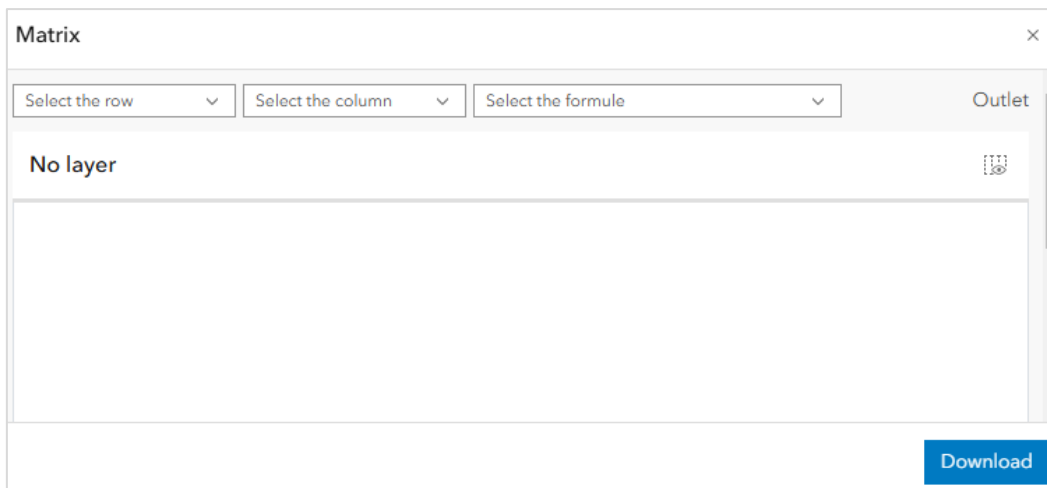 Matrix
Select the row Select the column Select the formule Outlet
No layer
Download